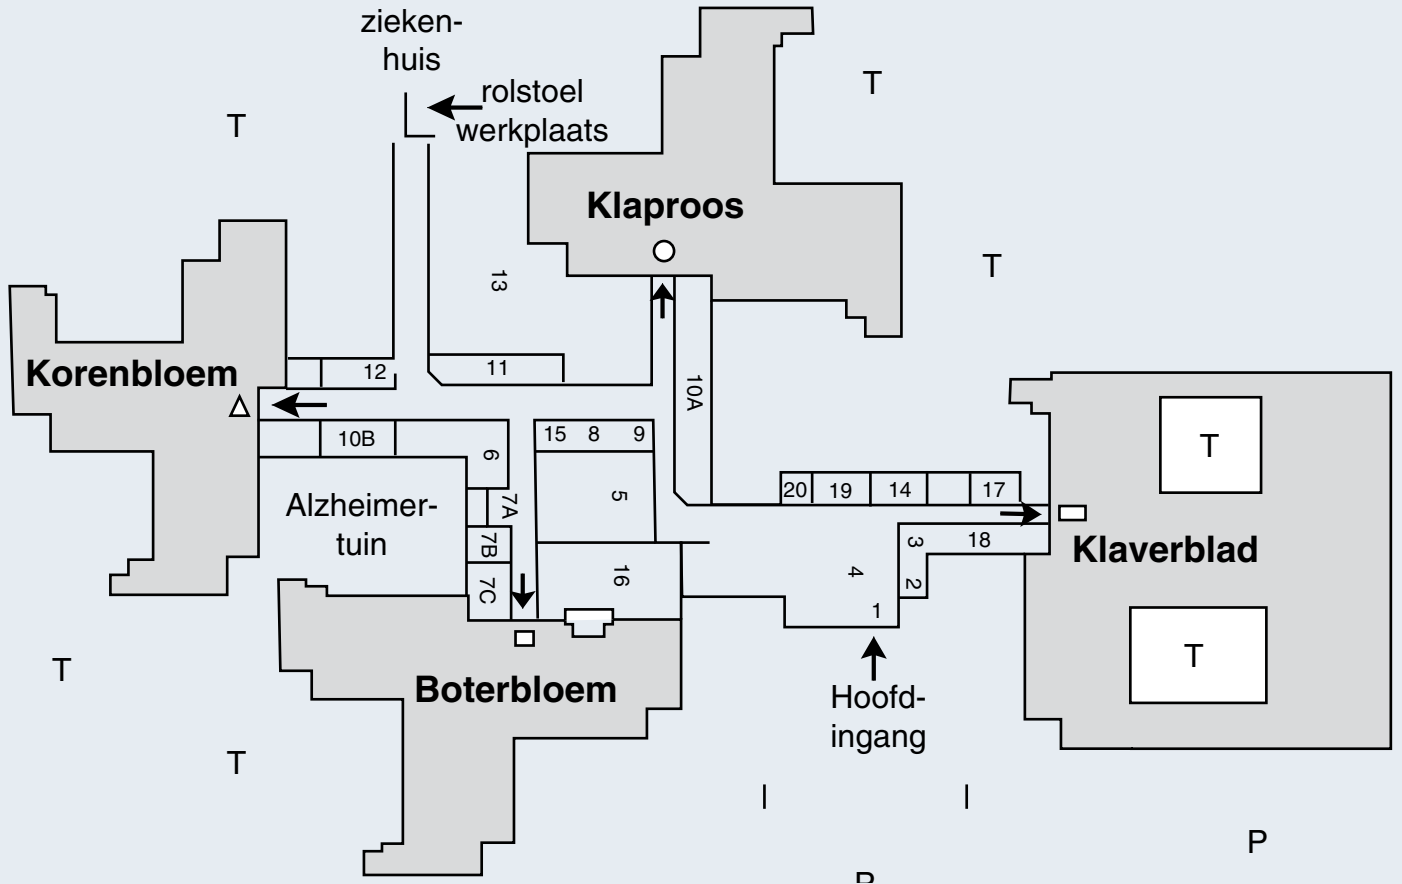 zieken-
huis
rolstoel
werkplaats
T
T
Klaproos
T
13
Korenbloem
12
11
10A
10B
6
15 8 9
T
Alzheimer-
tuin
7A
5
20 19 14 17
7B
3 18
Klaverblad
7C
16
4
2
1
T
T
Boterbloem
Hoofd-
ingang
T
P